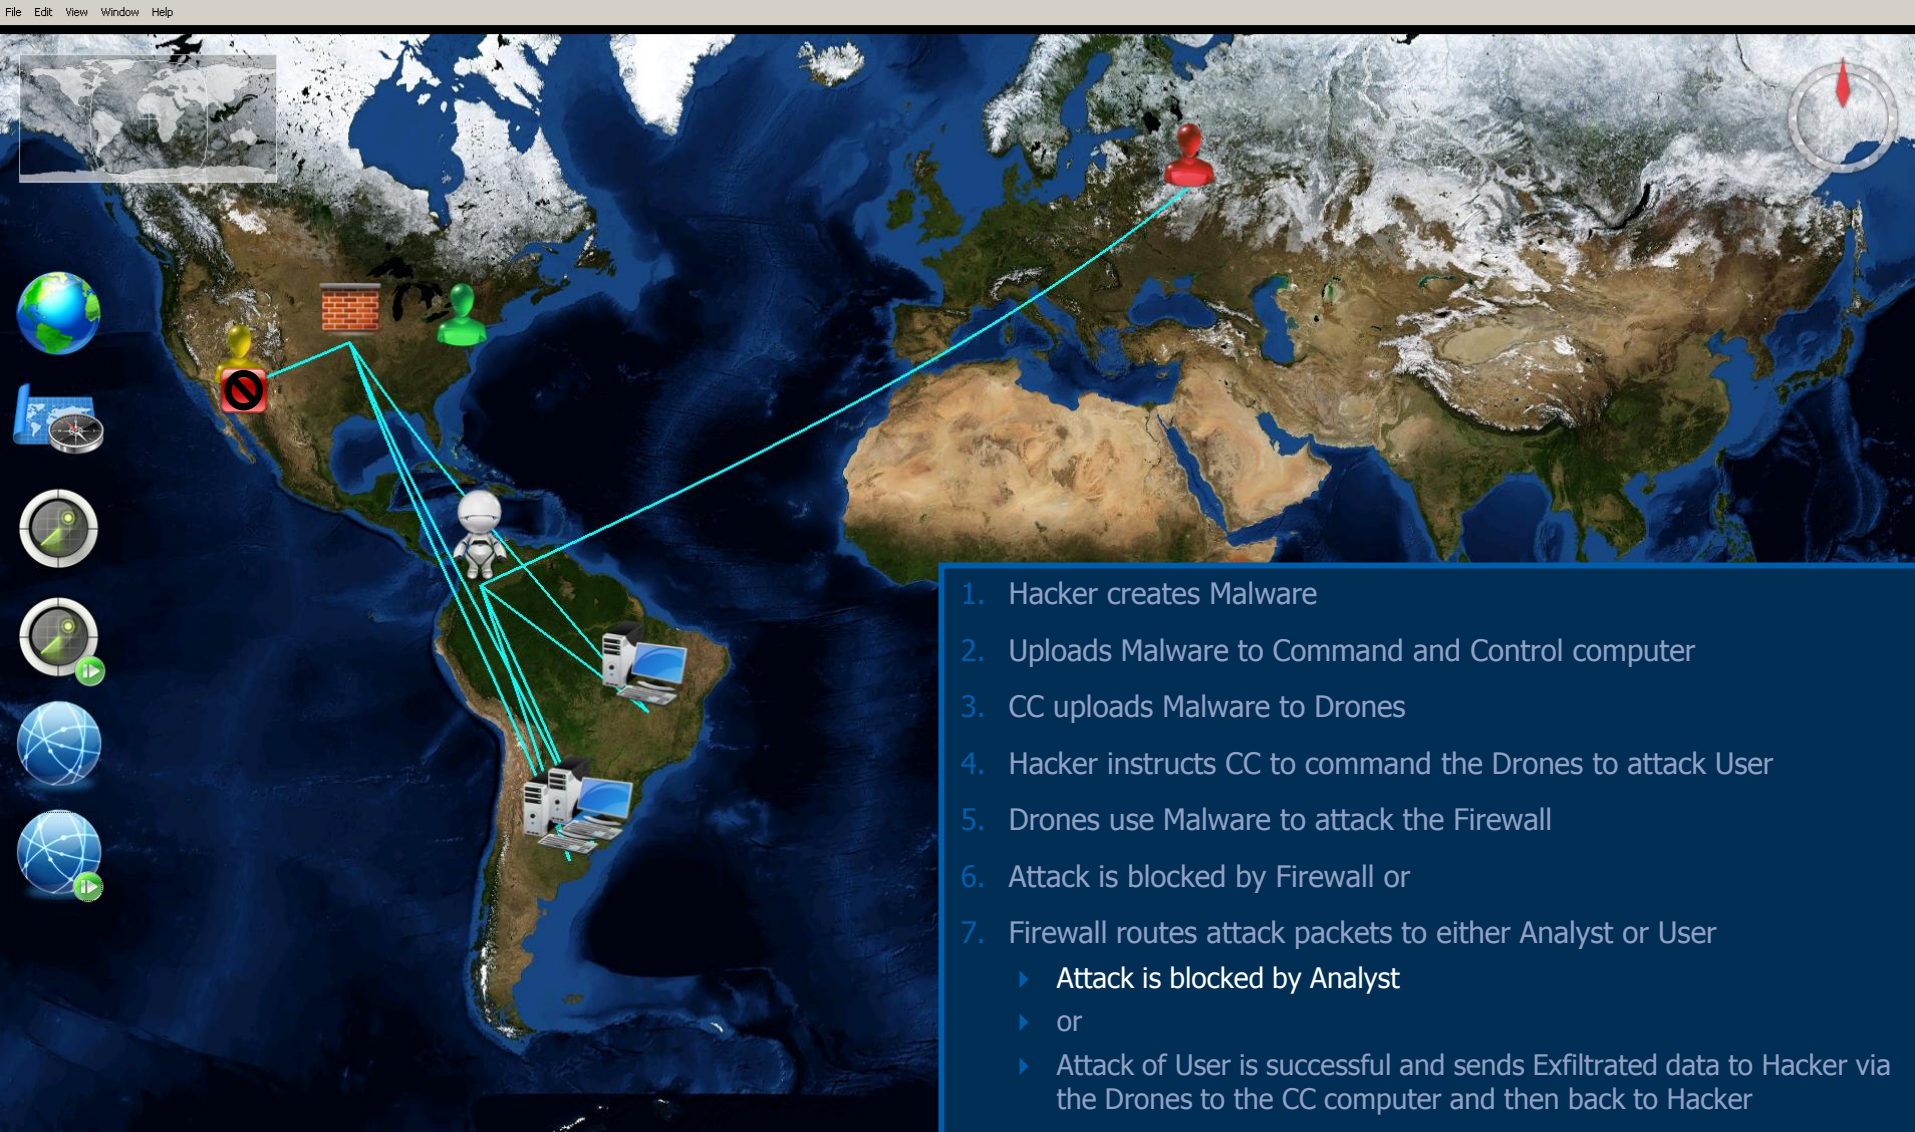 File Edit View Window Help
1. Hacker creates Malware
2. Uploads Malware to Command and Control computer
3. CC uploads Malware to Drones
4. Hacker instructs CC to command the Drones to attack User
5. Drones use Malware to attack the Firewall
6. Attack is blocked by Firewall or
7. Firewall routes attack packets to either Analyst or User
Attack is blocked by Analyst
or
Attack of User is successful and sends Exfiltrated data to Hacker via
the Drones to the CC computer and then back to Hacker